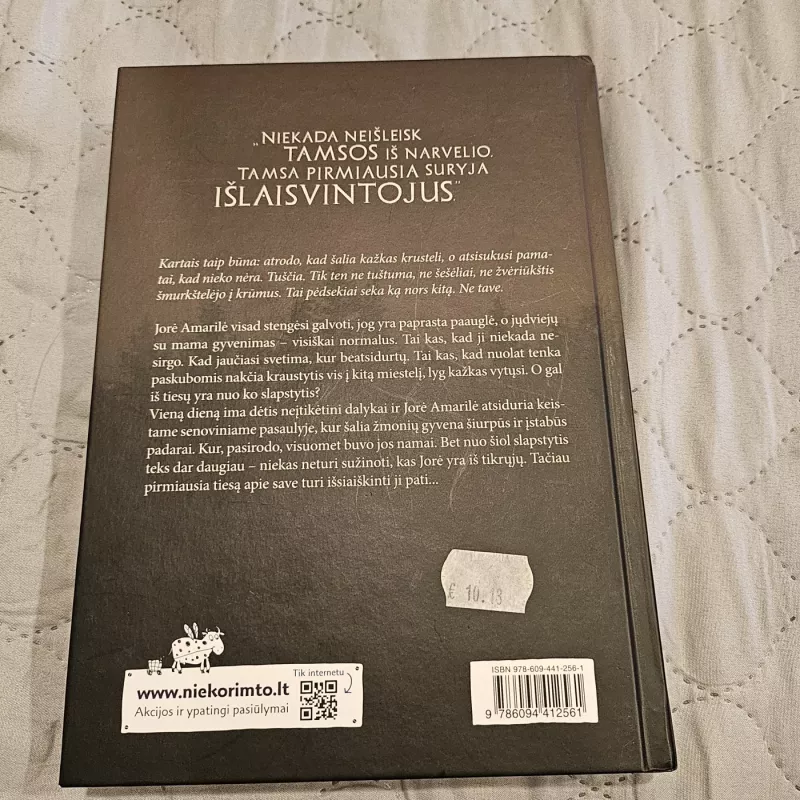 „NIEKADA NEIŠLEISK
TAMSOS IŠ NARVELIO.
TAMSA PIRMIAUSIA SURYJA
IŠLAISVINTOJUS.“
Kartais taip būna: atrodo, kad šalia kažkas krusteli, o atsisukusi pama-
tai, kad nieko nėra. Tuščia. Tik ten ne tuštuma, ne šešėliai, ne žvėriūkštis
šmurkštelėjo į krūmus. Tai pėdsekiai seka ką nors kitą. Ne tave.
Jorė Amarilė visad stengėsi galvoti, jog yra paprasta paauglė, o jųdviejų
su mama gyvenimas – visiškai normalus. Tai kas, kad ji niekada ne-
sirgo. Kad jaučiasi svetima, kur beatsidurtų. Tai kas, kad nuolat tenka
paskubomis nakčia kraustytis vis į kitą miestelį, lyg kažkas vytųsi. O gal
iš tiesų yra nuo ko slapstytis?
Vieną dieną ima dėtis neįtikėtini dalykai ir Jorė Amarilė atsiduria keis-
tame senoviniame pasaulyje, kur šalia žmonių gyvena šiurpūs ir įstabūs
padarai. Kur, pasirodo, visuomet buvo jos namai. Bet nuo šiol slapstytis
teks dar daugiau – niekas neturi sužinoti, kas Jorė yra iš tikrųjų. Tačiau
pirmiausia tiesą apie save turi išsiaiškinti ji pati...
£ 10.13
Tik internetu
www.niekorimto.lt
Akcijos ir ypatingi pasiūlymai
ISBN 978-609-441-256-1
9 786094 412561